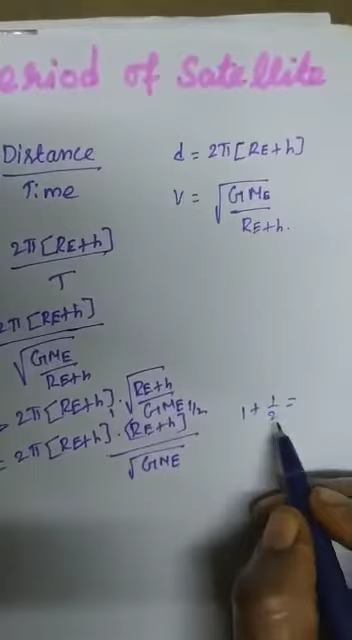 eriod of Satellite
Distance d = 2π[RE+h]
Time V = √GME
RE+h.
2π[RE+h]
T
2π[RE+h]
√GME
RE+h
2π[RE+h] . √RE+h
GME
= 2π[RE+h]¹ . [RE+h]^1/2 1 + 1/2 =
√GME